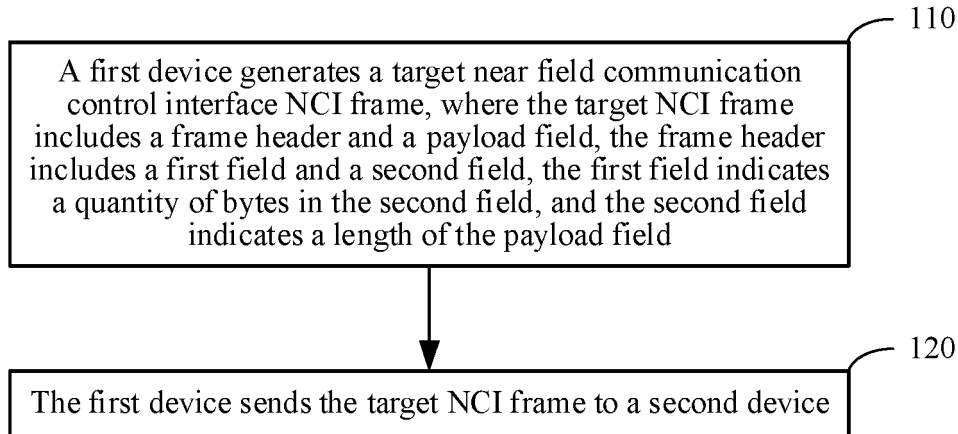 110
A first device generates a target near field communication
control interface NCI frame, where the target NCI frame
includes a frame header and a payload field, the frame header
includes a first field and a second field, the first field indicates
a quantity of bytes in the second field, and the second field
indicates a length of the payload field
120
The first device sends the target NCI frame to a second device